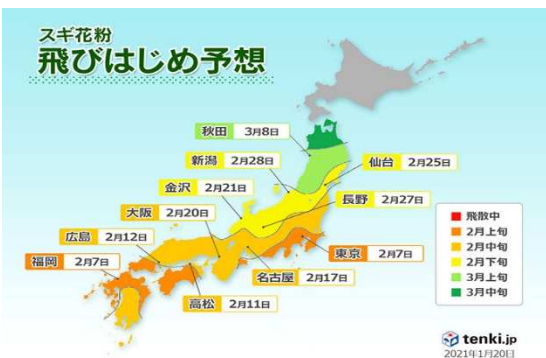 スギ花粉
飛びはじめ予想
秋田 3月8日
新潟 2月28日
仙台 2月25日
金沢 2月21日
長野 2月27日
大阪 2月20日
広島 2月12日
福岡 2月7日
東京 2月7日
名古屋 2月17日
高松 2月11日
飛散中
2月上旬
2月中旬
2月下旬
3月上旬
3月中旬
tenki.jp
2021年1月20日